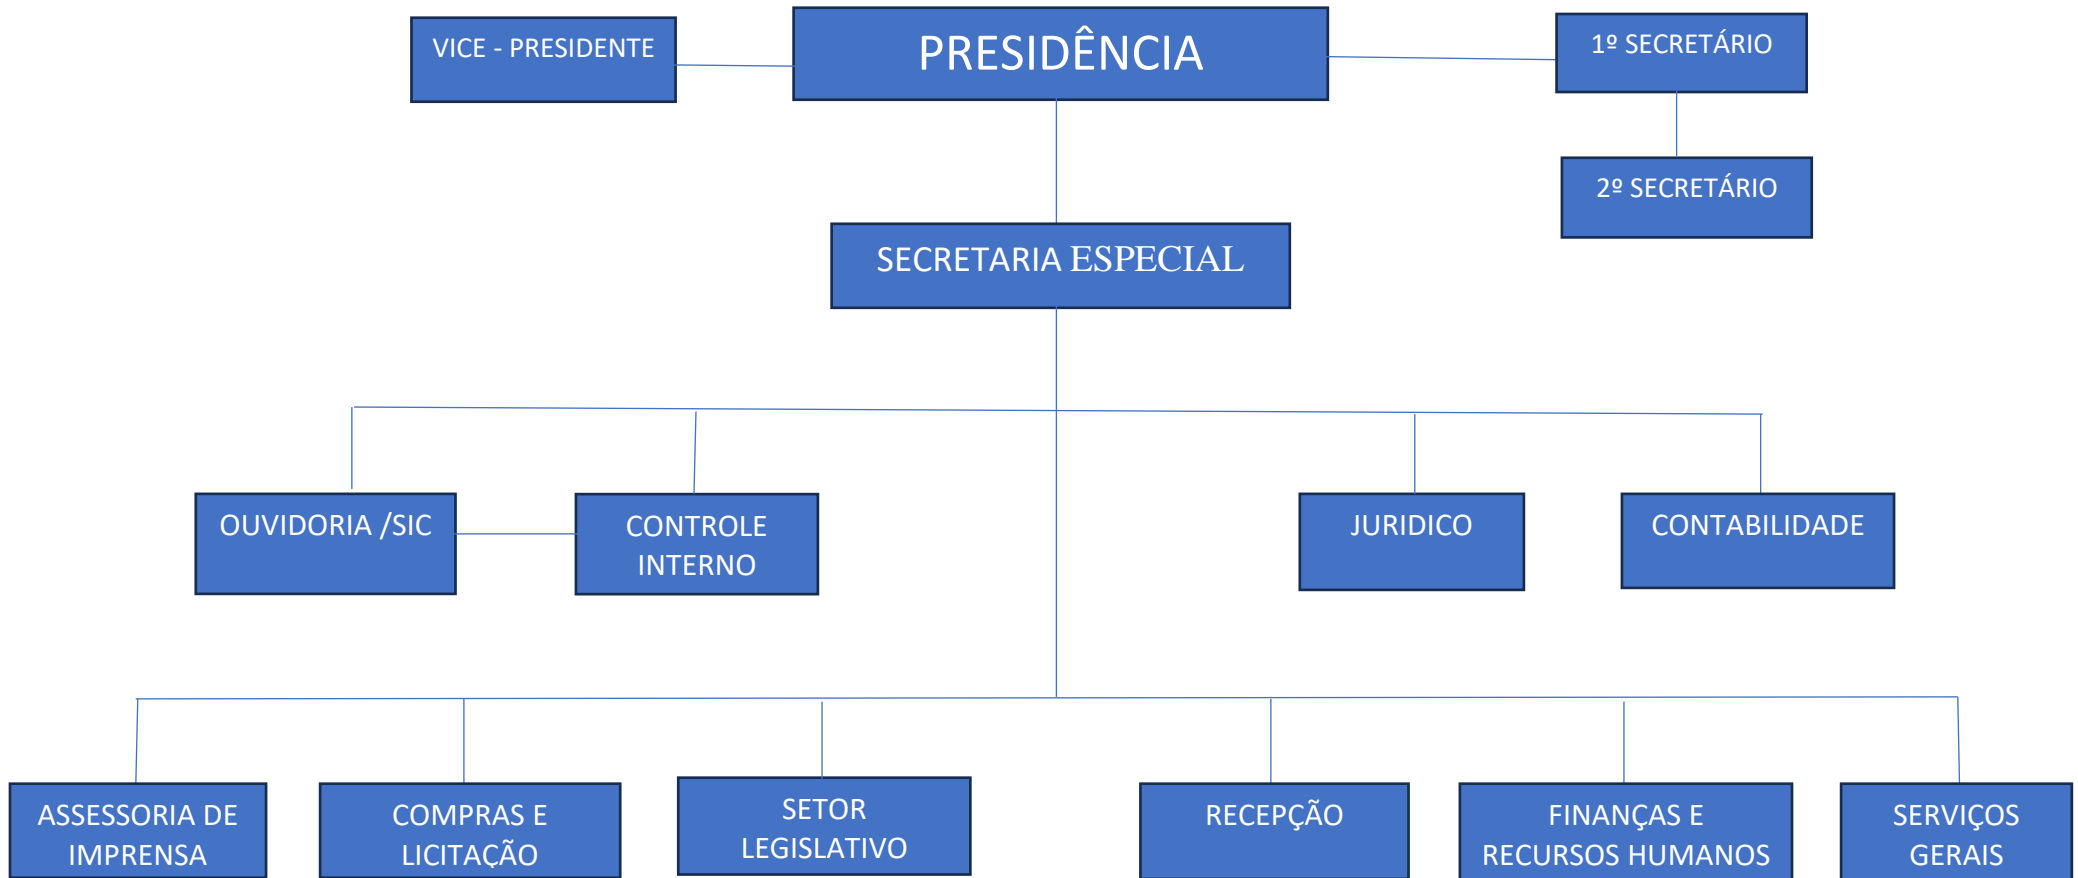 VICE - PRESIDENTE
PRESIDÊNCIA
1º SECRETÁRIO
2º SECRETÁRIO
SECRETARIA ESPECIAL
OUVIDORIA /SIC
CONTROLE
INTERNO
JURIDICO
CONTABILIDADE
ASSESSORIA DE
IMPRENSA
COMPRAS E
LICITAÇÃO
SETOR
LEGISLATIVO
RECEPÇÃO
FINANÇAS E
RECURSOS HUMANOS
SERVIÇOS
GERAIS